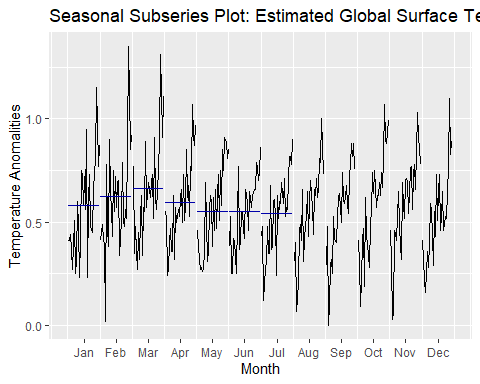 Seasonal Subseries Plot: Estimated Global Surface Te
1.0
0.5
0.0
Temperature Anomalities
Jan Feb Mar Apr May Jun Jul Aug Sep Oct Nov Dec
Month